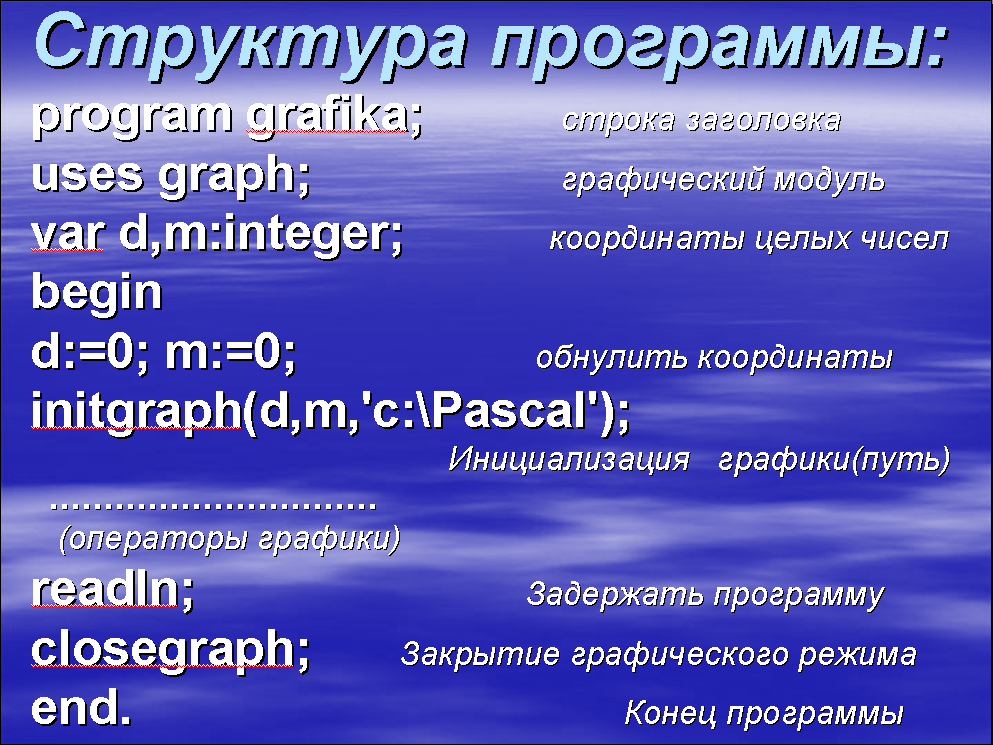 Структура программы:
program grafika; строка заголовка
uses graph; графический модуль
var d,m:integer; координаты целых чисел
begin
d:=0; m:=0; обнулить координаты
initgraph(d,m,'c:\Pascal');
Инициализация графики(путь)
..............................
(операторы графики)
readln; Задержать программу
closegraph; Закрытие графического режима
end. Конец программы